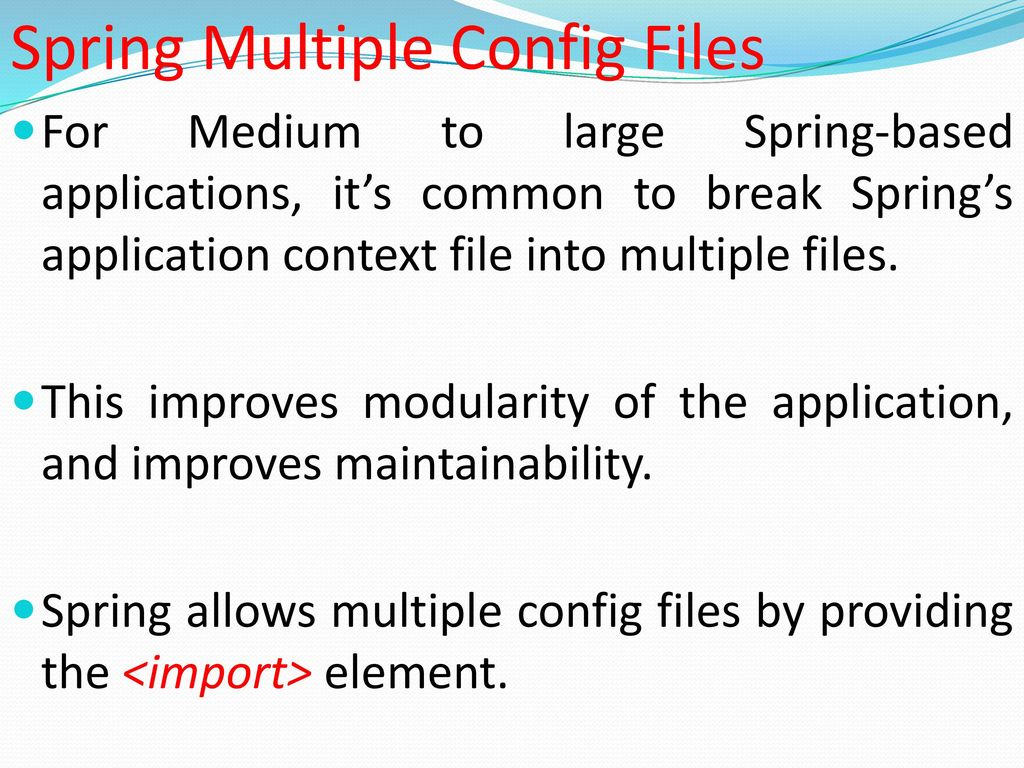 Spring Multiple Config Files
For Medium to large Spring-based
applications, it’s common to break Spring’s
application context file into multiple files.
This improves modularity of the application,
and improves maintainability.
Spring allows multiple config files by providing
the <import> element.